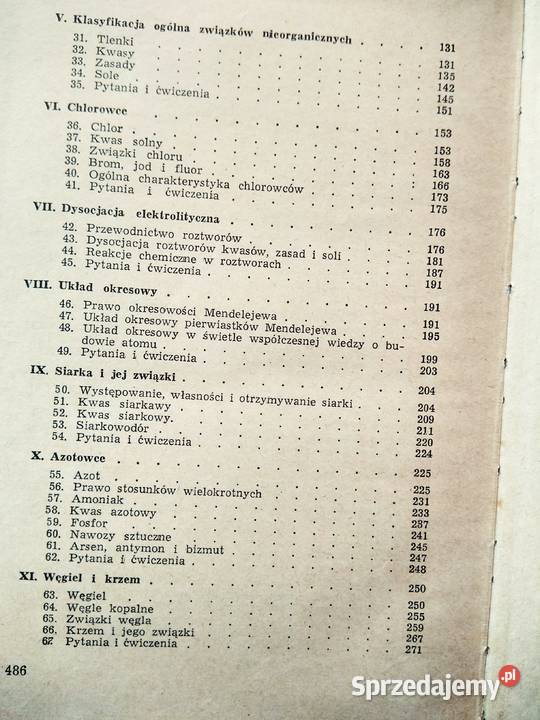 V. Klasyfikacja ogólna związków nieorganicznych . . . 131
31. Tlenki . . . 131
32. Kwasy . . . 135
33. Zasady . . . 142
34. Sole . . . 145
35. Pytania i ćwiczenia . . . 151
VI. Chlorowce . . . 153
36. Chlor . . . 153
37. Kwas solny . . . 158
38. Związki chloru . . . 163
39. Brom, jod i fluor . . . 166
40. Ogólna charakterystyka chlorowców . . . 173
41. Pytania i ćwiczenia . . . 175
VII. Dysocjacja elektrolityczna . . . 176
42. Przewodnictwo roztworów . . . 176
43. Dysocjacja roztworów kwasów, zasad i soli . . . 181
44. Reakcje chemiczne w roztworach . . . 187
45. Pytania i ćwiczenia . . . 191
VIII. Układ okresowy . . . 191
46. Prawo okresowości Mendelejewa . . . 191
47. Układ okresowy pierwiastków Mendelejewa . . . 195
48. Układ okresowy w świetle współczesnej wiedzy o bu-
dowie atomu . . . 199
49. Pytania i ćwiczenia . . . 203
IX. Siarka i jej związki . . . 204
50. Występowanie, własności i otrzymywanie siarki . . . 204
51. Kwas siarkawy . . . 209
52. Kwas siarkowy. . . . 211
53. Siarkowodór . . . 220
54. Pytania i ćwiczenia . . . 224
X. Azotowce . . . 225
55. Azot . . . 225
56. Prawo stosunków wielokrotnych . . . 231
57. Amoniak . . . 233
58. Kwas azotowy . . . 287
59. Fosfor . . . 241
60. Nawozy sztuczne . . . 245
61. Arsen, antymon i bizmut . . . 247
62. Pytania i ćwiczenia . . . 248
XI. Węgiel i krzem . . . 250
63. Węgiel . . . 250
64. Węgle kopalne . . . 255
65. Związki węgla . . . 259
66. Krzem i jego związki . . . 267
67. Pytania i ćwiczenia . . . 271
486
Sprzedajemy.pl